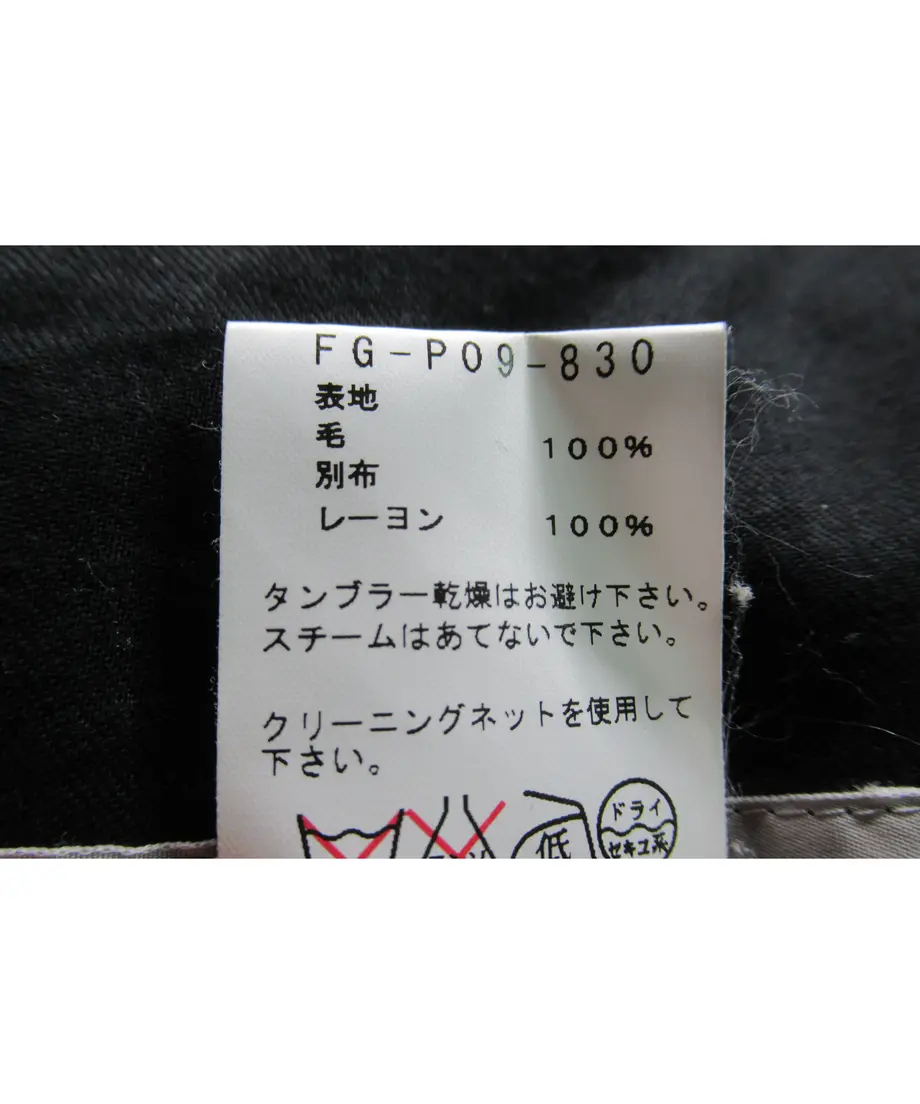 FG-P09-830
表地
毛 100%
別布
レーヨン 100%
タンブラー乾燥はお避け下さい。
スチームはあてないで下さい。
クリーニングネットを使用して
下さい。
低
ドライ
セキユ系